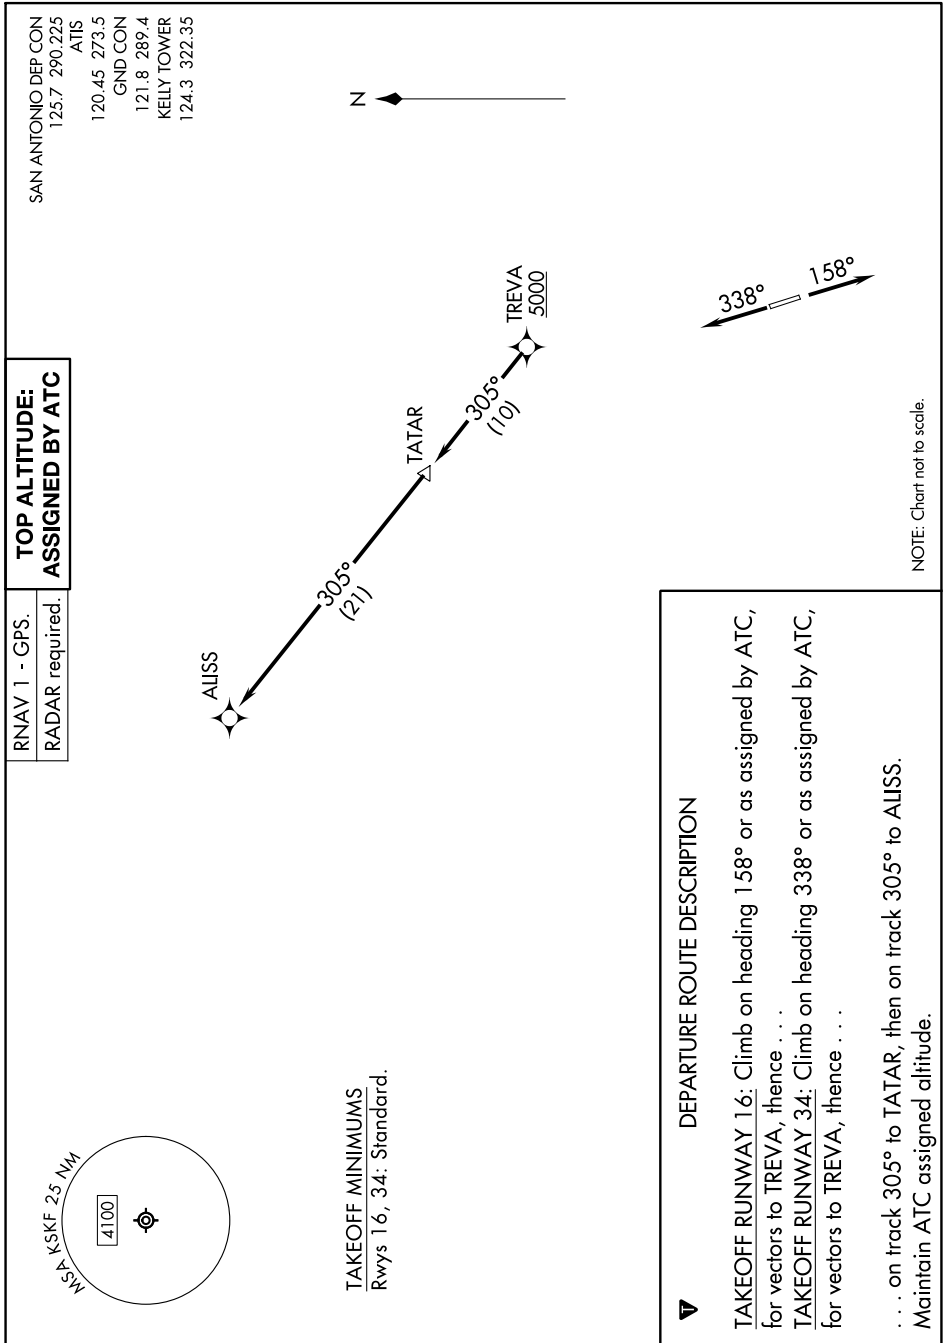 MSA KSKF 25 NM
4100
RNAV 1 - GPS.
RADAR required.
TOP ALTITUDE:
ASSIGNED BY ATC
SAN ANTONIO DEP CON
125.7 290.225
ATIS
120.45 273.5
GND CON
121.8 289.4
KELLY TOWER
124.3 322.35
N
ALISS
305°
(21)
TATAR
305°
(10)
TREVA
5000
TAKEOFF MINIMUMS
Rwys 16, 34: Standard.
338°
158°
NOTE: Chart not to scale.
T
DEPARTURE ROUTE DESCRIPTION
TAKEOFF RUNWAY 16: Climb on heading 158° or as assigned by ATC,
for vectors to TREVA, thence . . .
TAKEOFF RUNWAY 34: Climb on heading 338° or as assigned by ATC,
for vectors to TREVA, thence . . .
. . . on track 305° to TATAR, then on track 305° to ALISS.
Maintain ATC assigned altitude.